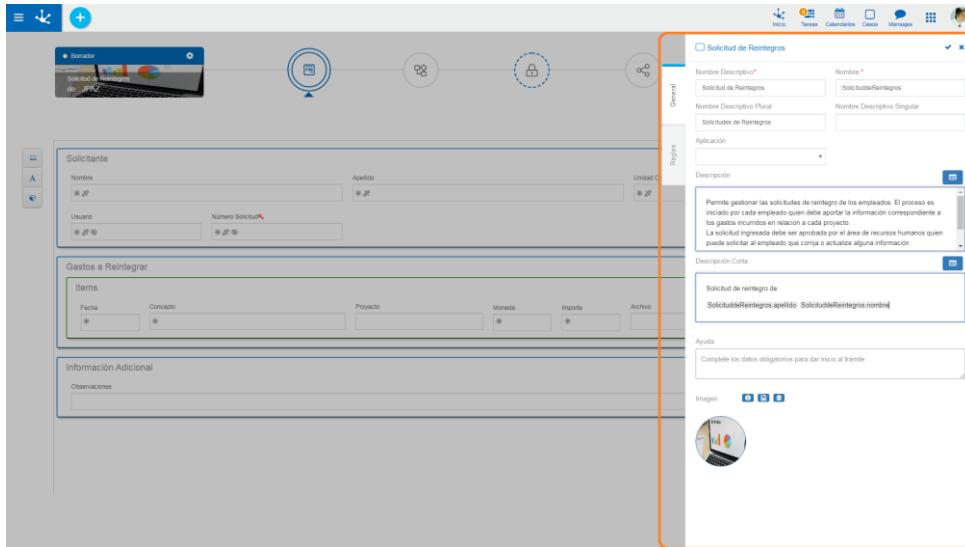 Inicio Tareas Calendarios Casos Mensajes
Borrador
Solicitud de Reintegros
de JPAZ
Solicitante
Nombre Apellido
Usuario Número Solicitud
Gastos a Reintegrar
Items
Fecha Concepto Proyecto Moneda Importe Archivo
Información Adicional
Observaciones
Solicitud de Reintegros
General
Reglas
Nombre Descriptivo* Nombre *
Solicitud de Reintegros SolicituddeReintegros
Nombre Descriptivo Plural Nombre Descriptivo Singular
Solicitudes de Reintegros
Aplicación
Descripción
Permite gestionar las solicitudes de reintegro de los empleados. El proceso es
iniciado por cada empleado quien debe aportar la información correspondiente a
los gastos incurridos en relacion a cada proyecto.
La solicitud ingresada debe ser aprobada por el área de recursos humanos quien
puede solicitar al empleado que corrija o actualize alguna información
Descripción Corta
Solicitud de reintegro de
SolicituddeReintegros.apellido SolicituddeReintegros.nombre
Ayuda
Complete los datos obligatorios para dar inicio al trámite
Imagen